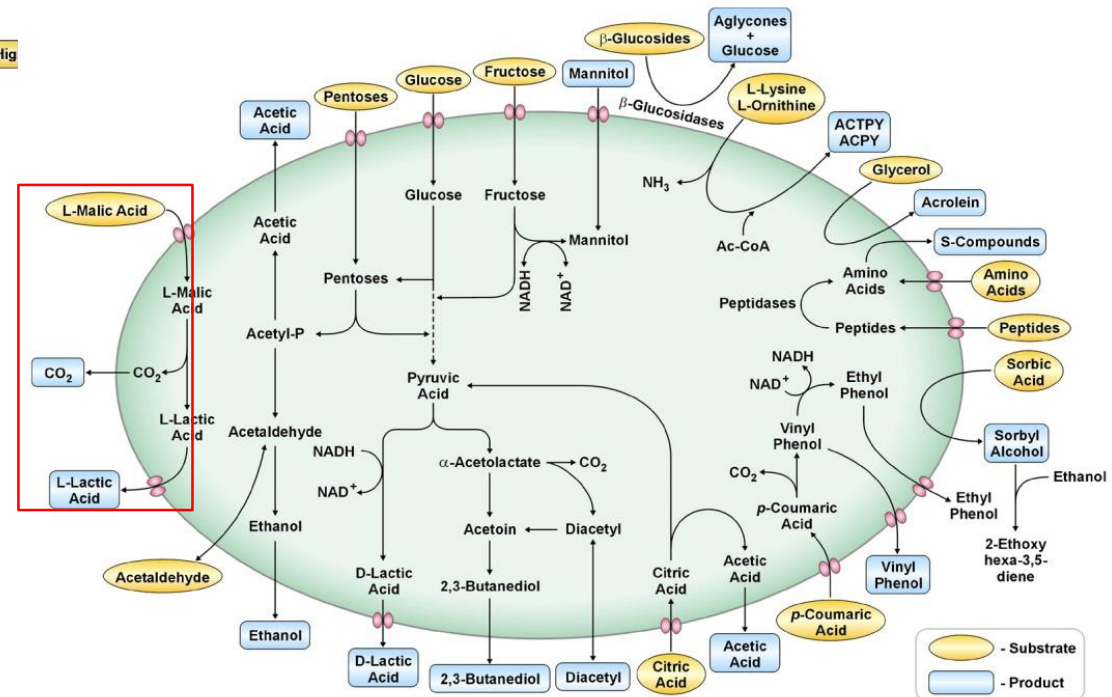 Hig
β-Glucosides
Aglycones
+
Glucose
Pentoses
Glucose
Fructose
Mannitol
L-Lysine
L-Ornithine
β-Glucosidases
Acetic
Acid
ACTPY
ACPY
Glycerol
Glucose
Fructose
NH3
L-Malic Acid
Acetic
Acid
Mannitol
Ac-CoA
Acrolein
S-Compounds
Pentoses
NADH
NAD+
Amino
Acids
Amino
Acids
L-Malic
Acid
Peptidases
Acetyl-P
Peptides
Peptides
CO2
CO2
Pyruvic
Acid
NADH
NAD+
Ethyl
Phenol
Sorbic
Acid
L-Lactic
Acid
Acetaldehyde
NADH
NAD+
α-Acetolactate
CO2
Vinyl
Phenol
CO2
Sorbyl
Alcohol
Ethanol
L-Lactic
Acid
Ethanol
Acetoin
Diacetyl
p-Coumaric
Acid
Ethyl
Phenol
2-Ethoxy
hexa-3,5-
diene
Acetaldehyde
D-Lactic
Acid
2,3-Butanediol
Citric
Acid
Acetic
Acid
Vinyl
Phenol
p-Coumaric
Acid
Ethanol
D-Lactic
Acid
2,3-Butanediol
Diacetyl
Citric
Acid
Acetic
Acid
- Substrate
- Product